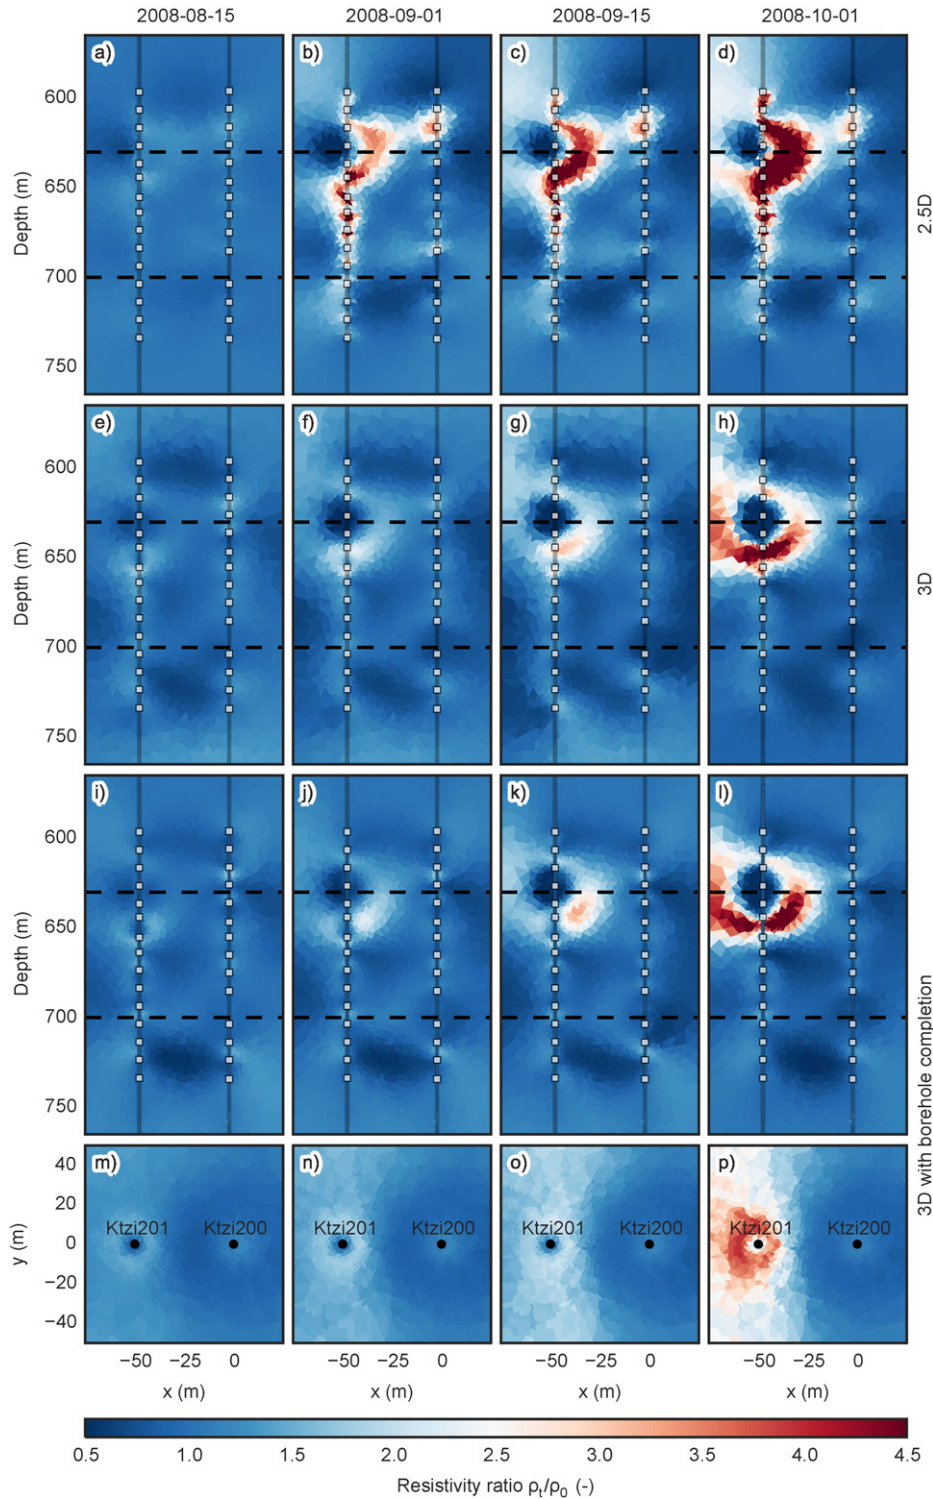 2008-08-15 2008-09-01 2008-09-15 2008-10-01
a) b) c) d)
600
650
700
750
Depth (m)
2.5D
e) f) g) h)
600
650
700
750
Depth (m)
3D
i) j) k) l)
600
650
700
750
Depth (m)
3D with borehole completion
m) n) o) p)
40
20
0
−20
−40
y (m)
Ktzi201 Ktzi200 Ktzi201 Ktzi200 Ktzi201 Ktzi200 Ktzi201 Ktzi200
−50 −25 0 −50 −25 0 −50 −25 0 −50 −25 0
x (m) x (m) x (m) x (m)
0.5 1.0 1.5 2.0 2.5 3.0 3.5 4.0 4.5
Resistivity ratio ρt/ρ0 (-)